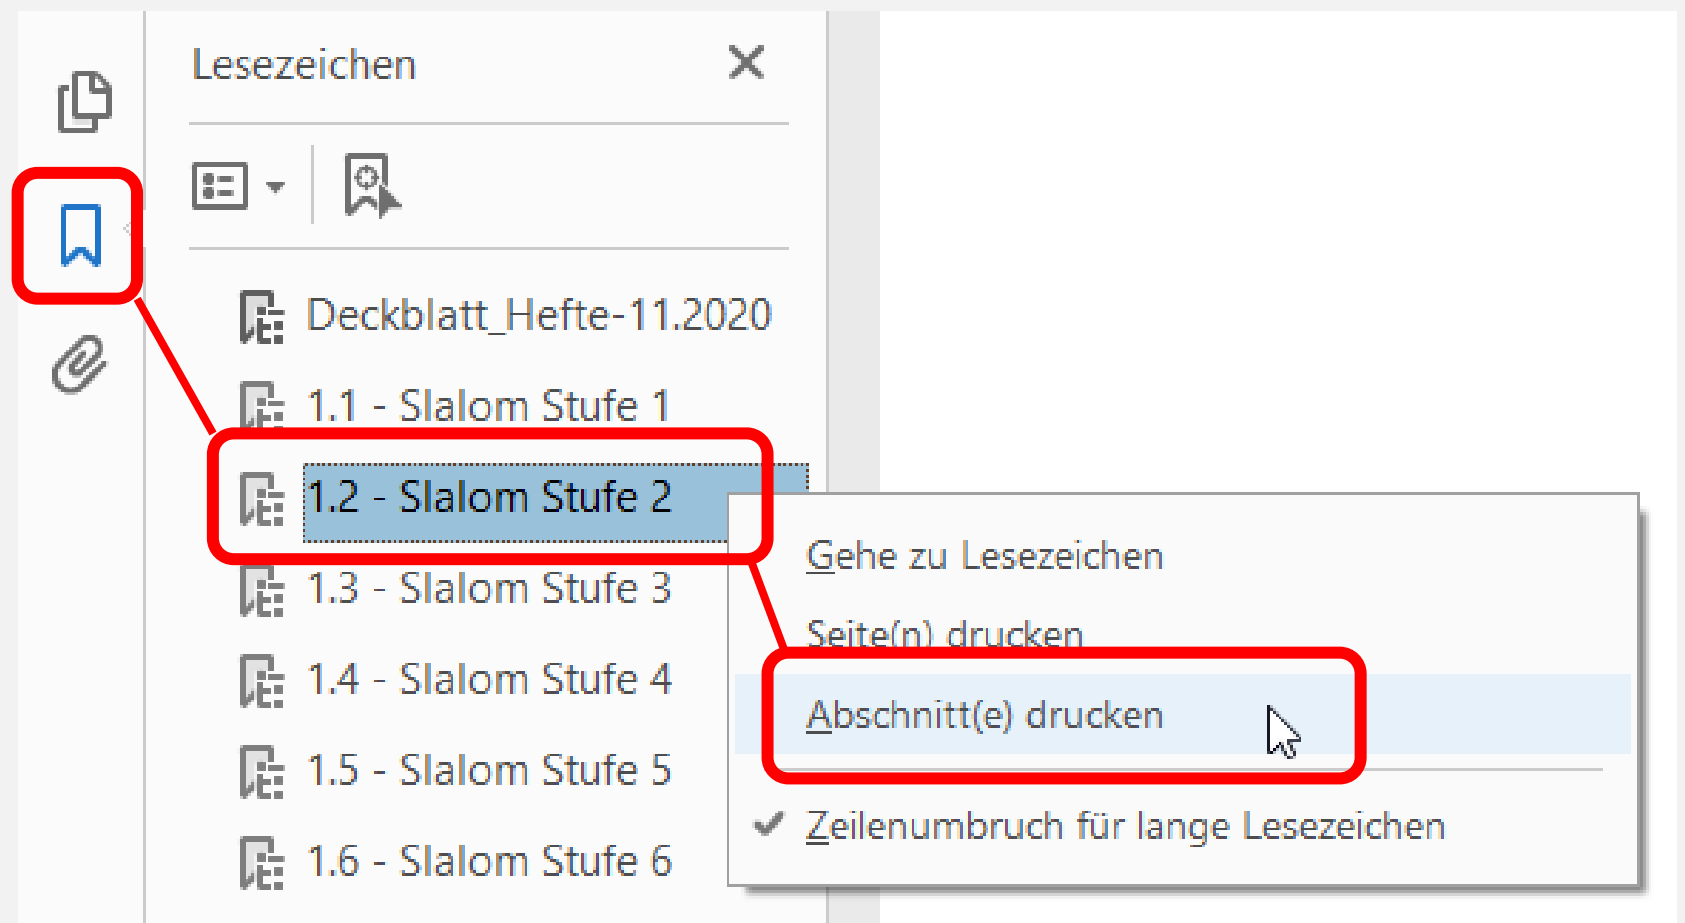 Lesezeichen
Deckblatt_Hefte-11.2020
1.1 - Slalom Stufe 1
1.2 - Slalom Stufe 2
1.3 - Slalom Stufe 3
1.4 - Slalom Stufe 4
1.5 - Slalom Stufe 5
1.6 - Slalom Stufe 6
Gehe zu Lesezeichen
Seite(n) drucken
Abschnitt(e) drucken
Zeilenumbruch für lange Lesezeichen